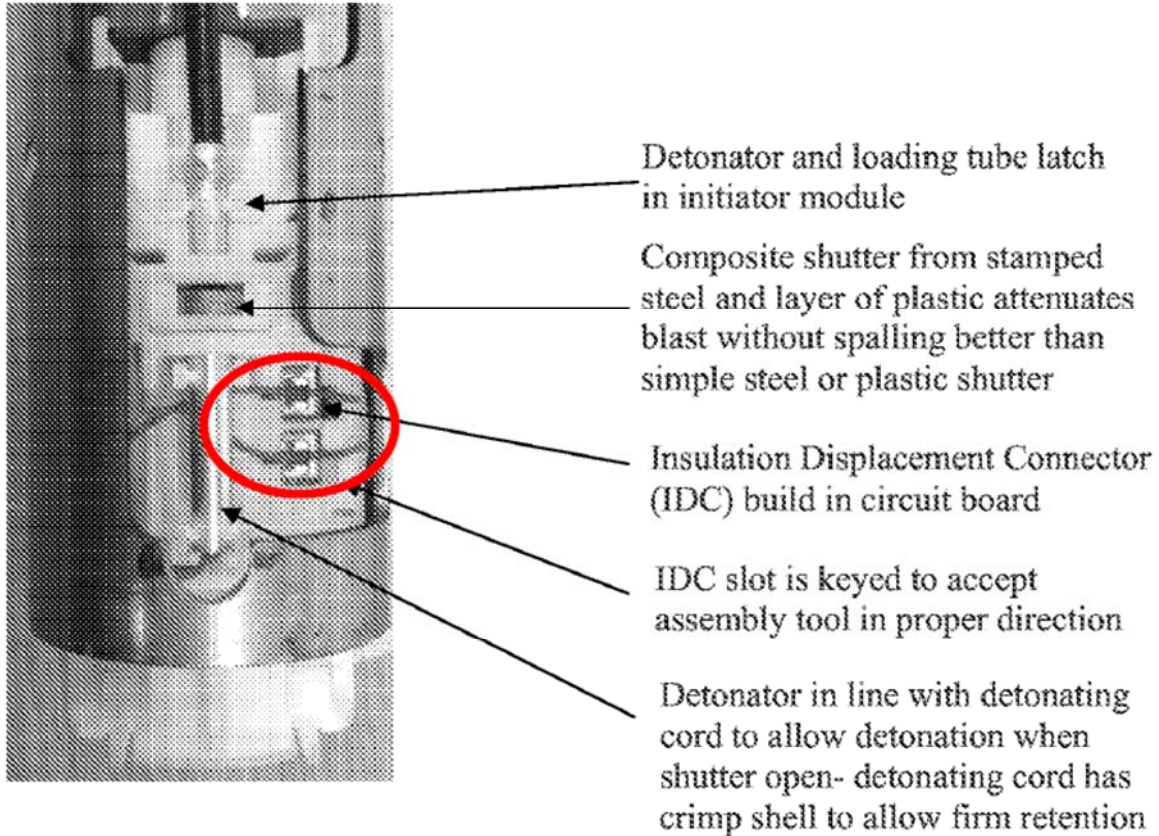 Detonator and loading tube latch
in initiator module
Composite shutter from stamped
steel and layer of plastic attenuates
blast without spalling better than
simple steel or plastic shutter
Insulation Displacement Connector
(IDC) build in circuit board
IDC slot is keyed to accept
assembly tool in proper direction
Detonator in line with detonating
cord to allow detonation when
shutter open- detonating cord has
crimp shell to allow firm retention